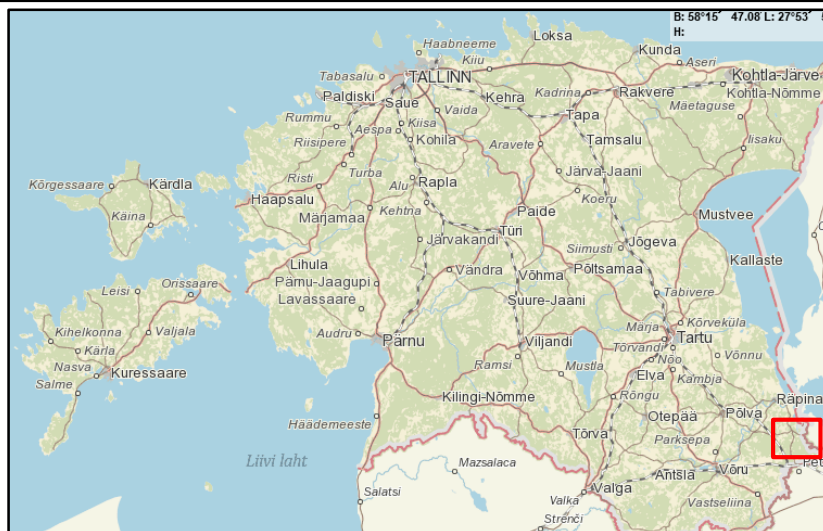 B: 58°15´ 47.08 L: 27°53´
H:
Loksa
Haabneeme
Kiiu
Kunda
Aseri
Tabasalu
TALLINN
Kohtla-Järve
Kohtla-Nõmme
Paldiski
Saue
Kehra
Kadrina
Rakvere
Vaida
Mäetaguse
Rummu
Aespa
Kiisa
Tapa
Riisipere
Kohila
Aravete
Tamsalu
Iisaku
Turba
Risti
Alu
Rapla
Järva-Jaani
Kõrgessaare
Kärdla
Koeru
Haapsalu
Kehtna
Märjamaa
Paide
Käina
Mustvee
Türi
Järvakandi
Siimusti
Jõgeva
Kallaste
Lihula
Vändra
Võhma
Põltsamaa
Pärnu-Jaagupi
Leisi
Orissaare
Lavassaare
Suure-Jaani
Tabivere
Kõrveküla
Kihelkonna
Valjala
Audru
Pärnu
Viljandi
Märja
Tartu
Kärla
Törvandi
Nõo
Võnnu
Nasva
Kuressaare
Ramsi
Mustla
Elva
Kambja
Salme
Kilingi-Nõmme
Rõngu
Räpina
Häädemeeste
Otepää
Põlva
Tõrva
Parksepa
Liivi laht
Mazsalaca
Antsla
Võru
Valga
Salatsi
Valka
Vastseliina
Strenči